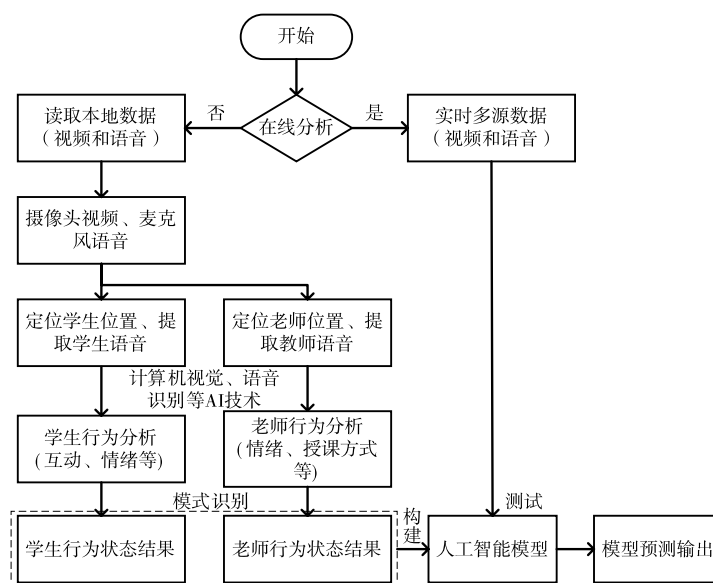 开始
否
在线分析
是
读取本地数据
（视频和语音）
实时多源数据
（视频和语音）
摄像头视频、麦克
风语音
定位学生位置、提
取学生语音
定位老师位置、提
取教师语音
计算机视觉、语音
识别等AI技术
学生行为分析
(互动、情绪等)
老师行为分析
(情绪、授课方式
等)
模式识别
学生行为状态结果
老师行为状态结果
构
建
测试
人工智能模型
模型预测输出